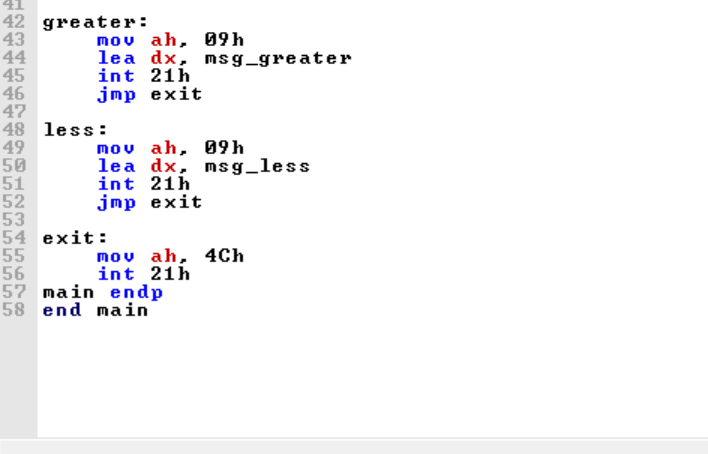 41
42 greater:
43 mov ah, 09h
44 lea dx, msg_greater
45 int 21h
46 jmp exit
47
48 less:
49 mov ah, 09h
50 lea dx, msg_less
51 int 21h
52 jmp exit
53
54 exit:
55 mov ah, 4Ch
56 int 21h
57 main endp
58 end main